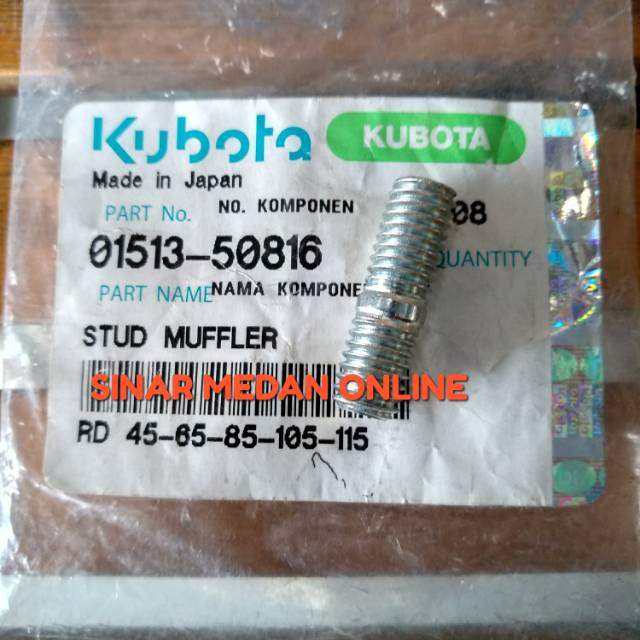 Kubota
KUBOTA
Made in Japan
PART No. NO. KOMPONEN
08
01513-50816
QUANTITY
PART NAME NAMA KOMPONE
STUD MUFFLER
SINAR MEDAN ONLINE
RD 45-65-85-105-115